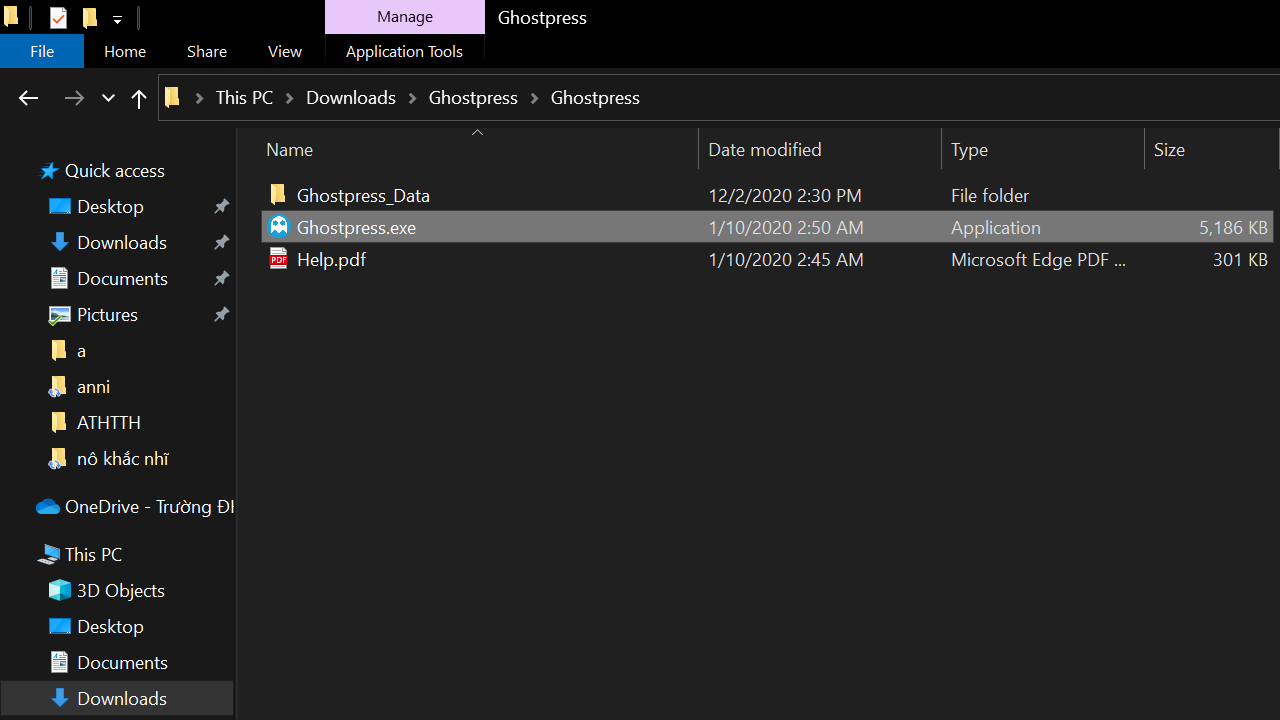 Manage Ghostpress
File Home Share View Application Tools
This PC Downloads Ghostpress Ghostpress
Name Date modified Type Size
Quick access
Desktop
Downloads
Documents
Pictures
a
anni
ATHTTH
nô khắc nhĩ
OneDrive - Trường ĐH
This PC
3D Objects
Desktop
Documents
Downloads
Ghostpress_Data 12/2/2020 2:30 PM File folder
Ghostpress.exe 1/10/2020 2:50 AM Application 5,186 KB
PDF Help.pdf 1/10/2020 2:45 AM Microsoft Edge PDF ... 301 KB